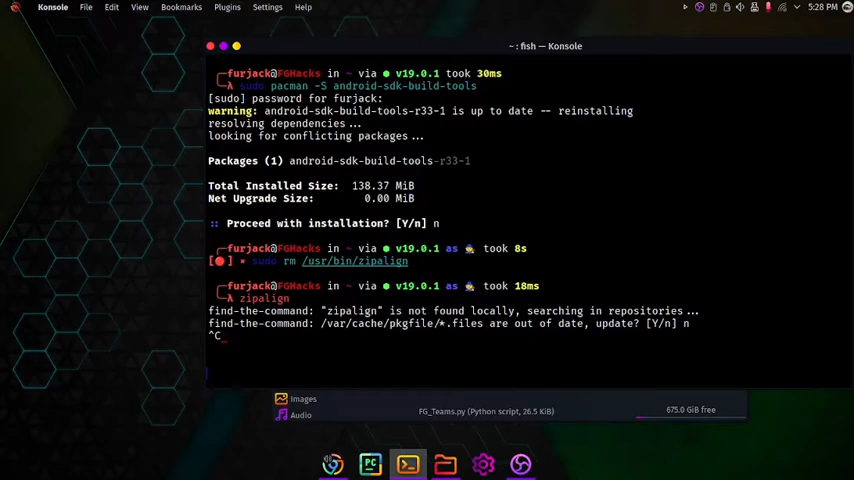 Konsole File Edit View Bookmarks Plugins Settings Help
5:28 PM
~ : fish — Konsole
furjack@FGHacks in ~ via v19.0.1 took 30ms
λ sudo pacman -S android-sdk-build-tools
[sudo] password for furjack:
warning: android-sdk-build-tools-r33-1 is up to date -- reinstalling
resolving dependencies...
looking for conflicting packages...
Packages (1) android-sdk-build-tools-r33-1
Total Installed Size: 138.37 MiB
Net Upgrade Size: 0.00 MiB
:: Proceed with installation? [Y/n] n
furjack@FGHacks in ~ via v19.0.1 as took 8s
[🔴] × sudo rm /usr/bin/zipalign
furjack@FGHacks in ~ via v19.0.1 as took 18ms
λ zipalign
find-the-command: "zipalign" is not found locally, searching in repositories...
find-the-command: /var/cache/pkgfile/*.files are out of date, update? [Y/n] n
^C_
Images
Audio
FG_Teams.py (Python script, 26.5 KiB)
675.0 GiB free
PC